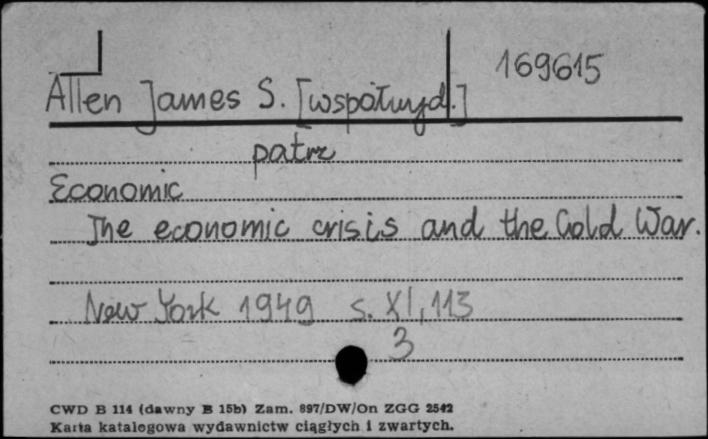 169615
Allen James S. [współwyd.]
patrz
Economic
The economic crisis and the Cold War.
New York 1949 s. XI, 113
3
CWD B 114 (dawny B 15b) Zam. 897/DW/On ZGG 2542
Karta katalogowa wydawnictw ciągłych i zwartych.